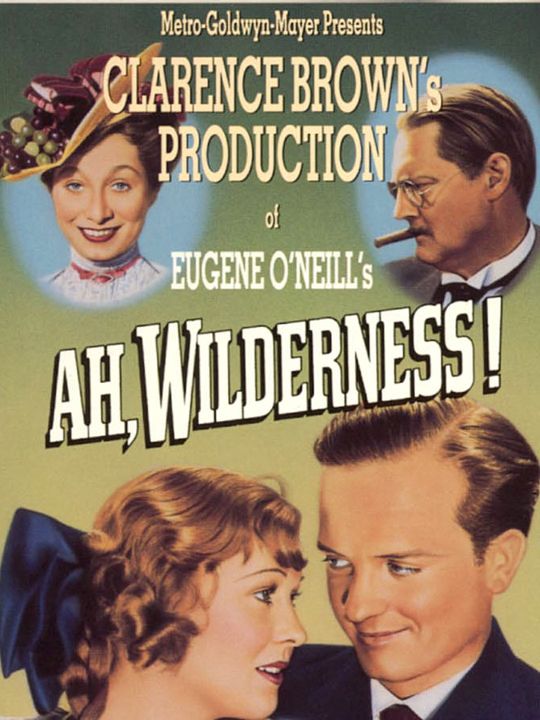 Metro-Goldwyn-Mayer Presents
CLARENCE BROWN's
PRODUCTION
of
EUGENE O'NEILL's
AH, WILDERNESS!